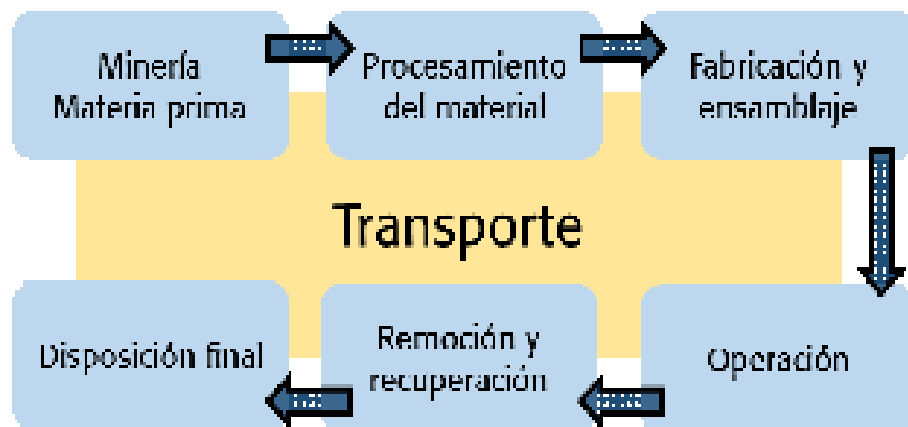 Minería
Materia prima
Procesamiento
del material
Fabricación y
ensamblaje
Transporte
Disposición final
Remoción y
recuperación
Operación